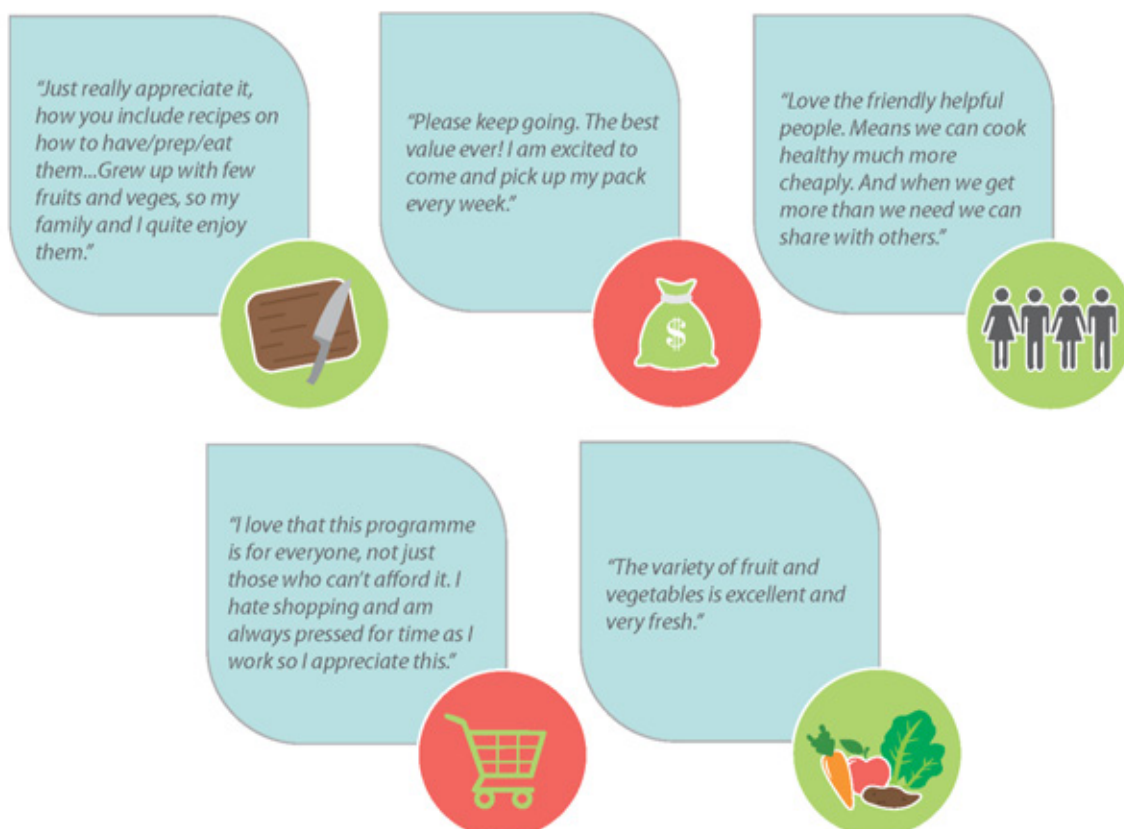 “Just really appreciate it,
how you include recipes on
how to have/prep/eat
them...Grew up with few
fruits and veges, so my
family and I quite enjoy
them.”
“Please keep going. The best
value ever! I am excited to
come and pick up my pack
every week.”
“Love the friendly helpful
people. Means we can cook
healthy much more
cheaply. And when we get
more than we need we can
share with others.”
$
“I love that this programme
is for everyone, not just
those who can’t afford it. I
hate shopping and am
always pressed for time as I
work so I appreciate this.”
“The variety of fruit and
vegetables is excellent and
very fresh.”